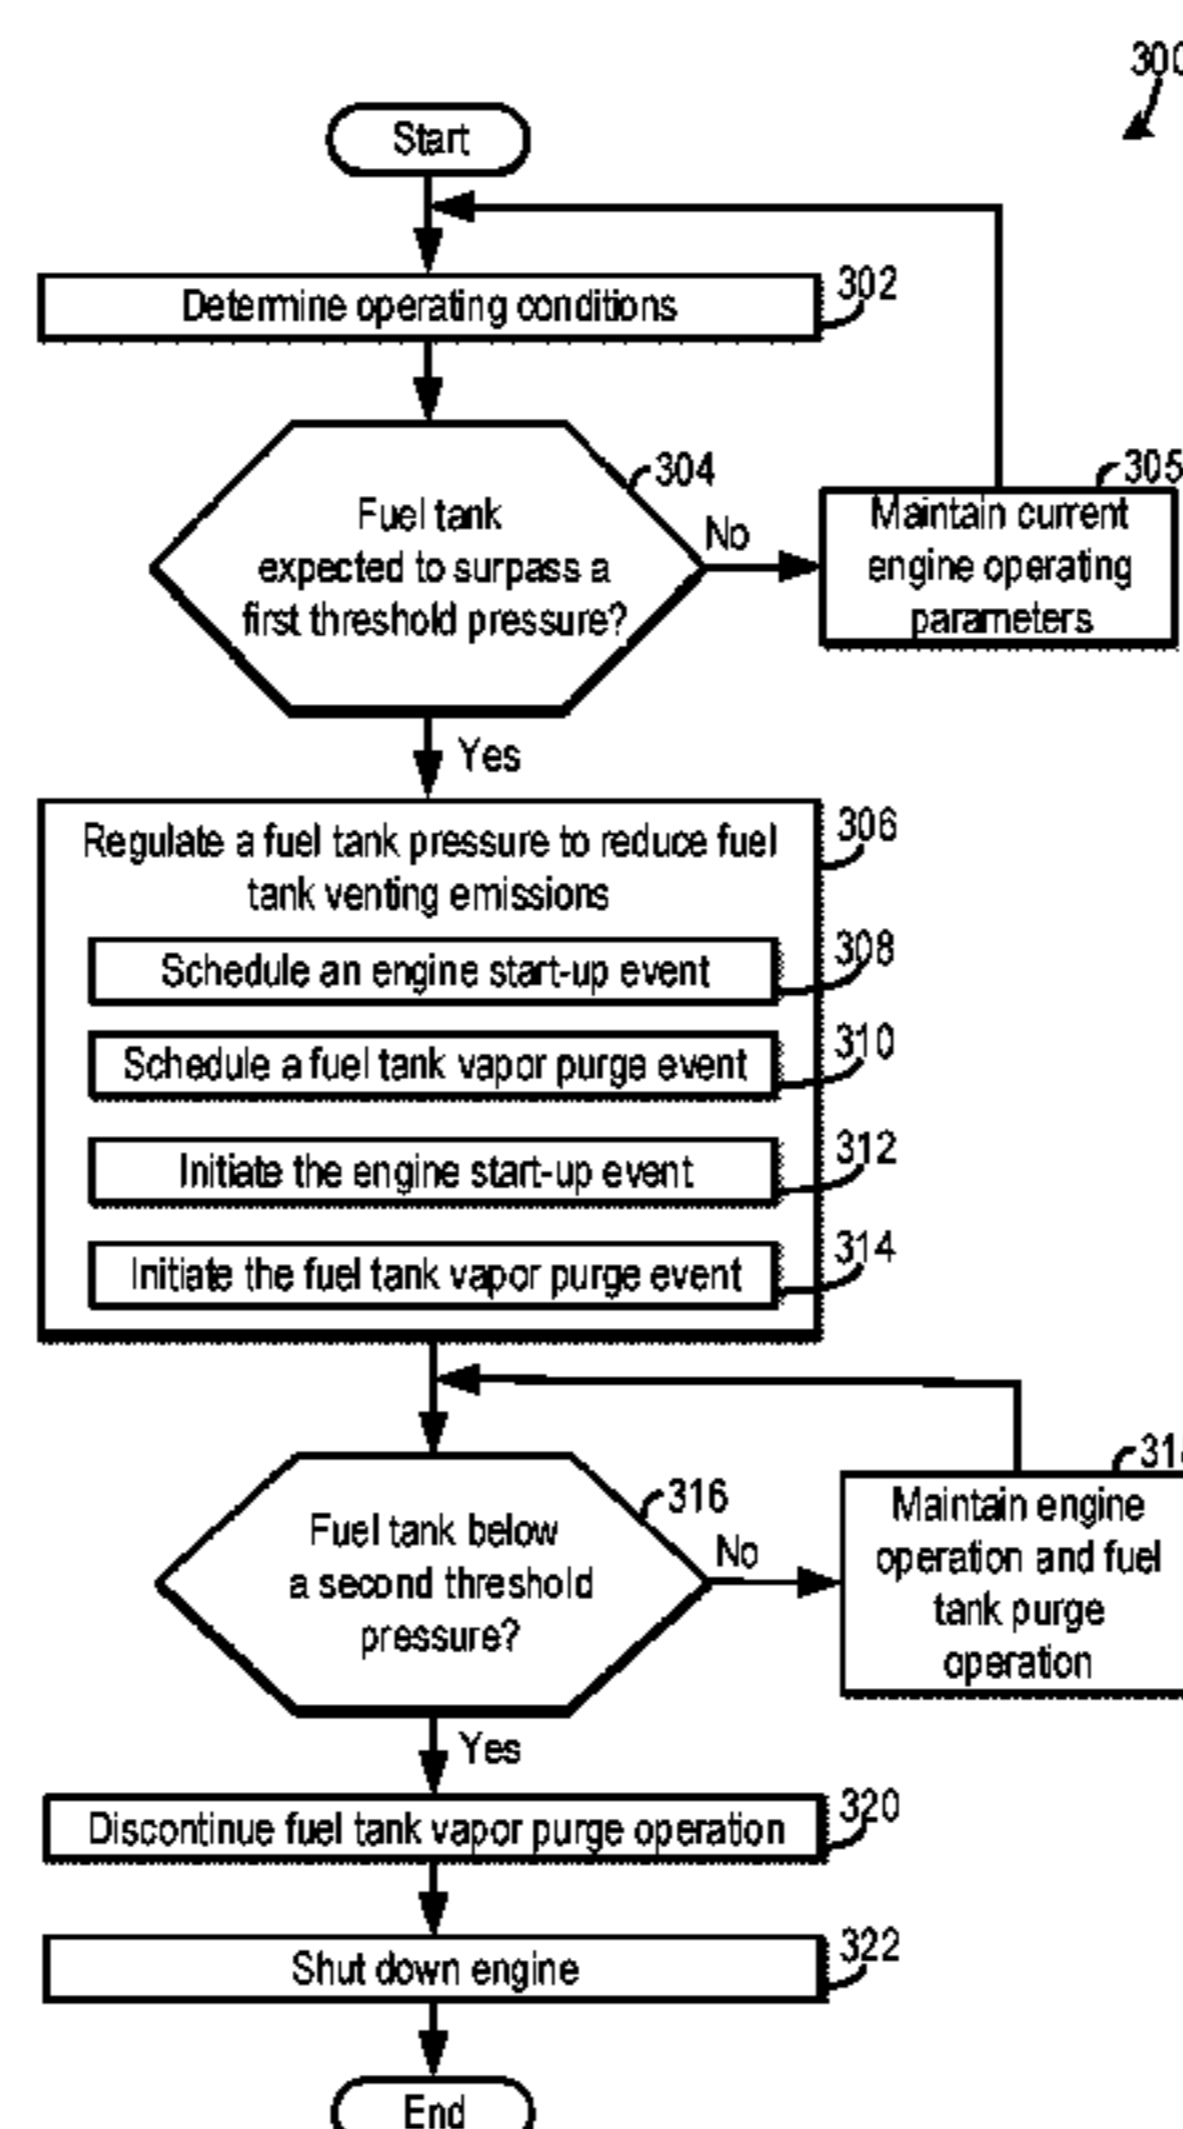 300
Start
Determine operating conditions
302
304
Fuel tank
expected to surpass a
first threshold pressure?
No
305
Maintain current
engine operating
parameters
Yes
306
Regulate a fuel tank pressure to reduce fuel
tank venting emissions
Schedule an engine start-up event
308
Schedule a fuel tank vapor purge event
310
Initiate the engine start-up event
312
Initiate the fuel tank vapor purge event
314
316
Fuel tank below
a second threshold
pressure?
No
Maintain engine
operation and fuel
tank purge
operation
Yes
Discontinue fuel tank vapor purge operation
320
Shut down engine
322
End